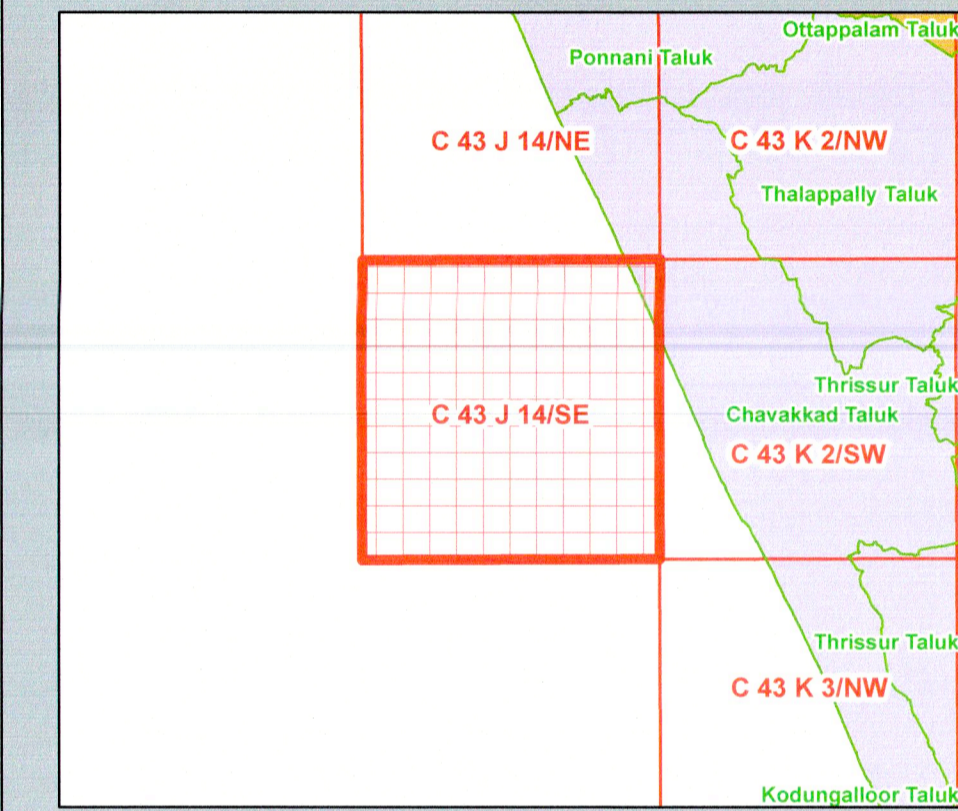 Ottappalam Taluk
Ponnani Taluk
C 43 J 14/NE
C 43 K 2/NW
Thalappally Taluk
Thrissur Taluk
C 43 J 14/SE
Chavakkad Taluk
C 43 K 2/SW
Thrissur Taluk
C 43 K 3/NW
Kodungalloor Taluk